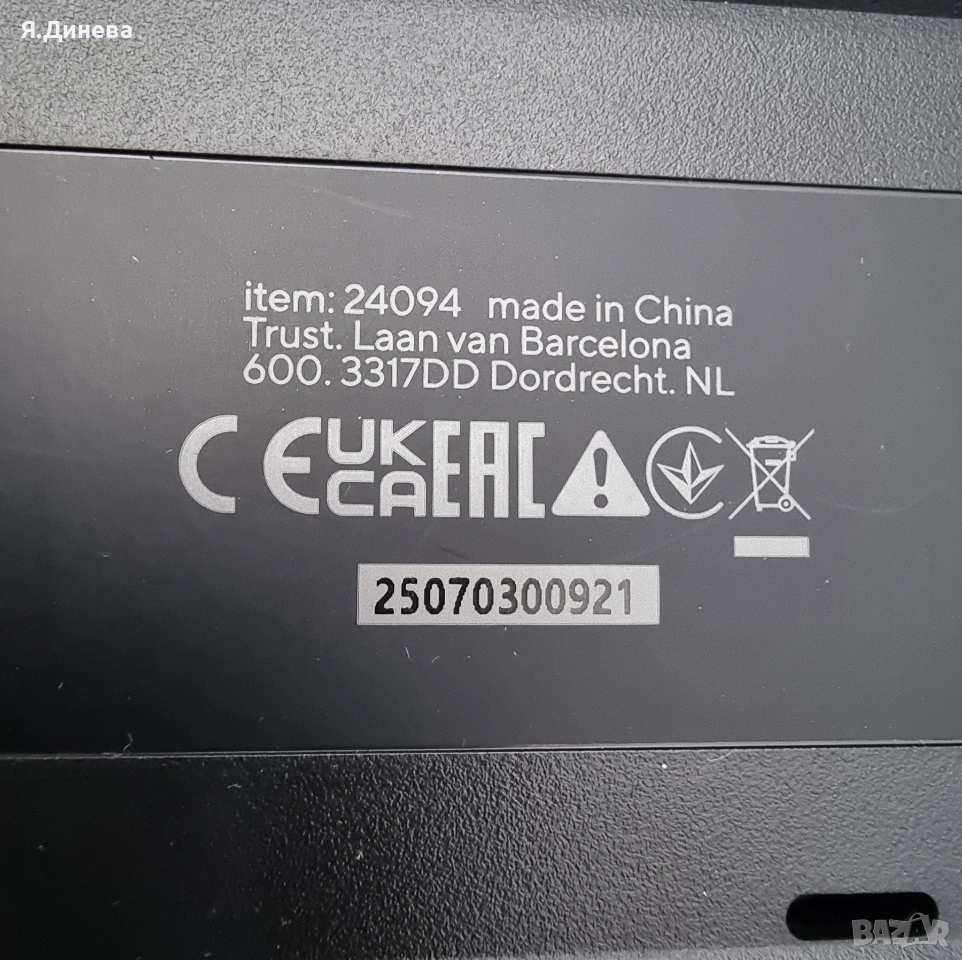 Я.Динева
item: 24094 made in China
Trust. Laan van Barcelona
600. 3317DD Dordrecht. NL
CE UK CA EAC
25070300921
BAZAR